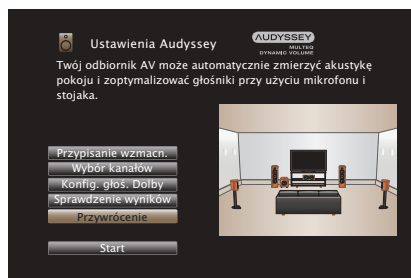 Ustawienia Audyssey
AUDYSSEY
MULTEQ
DYNAMIC VOLUME
Twój odbiornik AV może automatycznie zmierzyć akustykę
pokoju i zoptymalizować głośniki przy użyciu mikrofonu i
stojaka.
Przypisanie wzmacn.
Wybór kanałów
Konfig. głoś. Dolby
Sprawdzenie wyników
Przywrócenie
Start